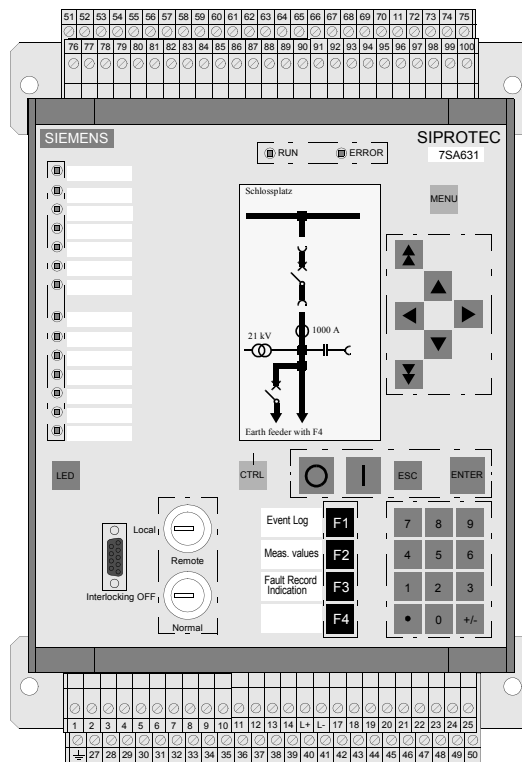 51 52 53 54 55 56 57 58 59 60 61 62 63 64 65 66 67 68 69 70 11 72 73 74 75
76 77 78 79 80 81 82 83 84 85 86 87 88 89 90 91 92 93 94 95 96 97 98 99 100
SIEMENS
SIPROTEC
RUN
ERROR
7SA631
Schlossplatz
MENU
21 kV
1000 A
Earth feeder with F4
LED
CTRL
ESC
ENTER
Local
Remote
Interlocking OFF
Normal
Event Log F1
Meas. values F2
Fault Record
Indication F3
F4
7 8 9
4 5 6
1 2 3
• 0 +/-
1 2 3 4 5 6 7 8 9 10 11 12 13 14 L+ L- 17 18 19 20 21 22 23 24 25
27 28 29 30 31 32 33 34 35 36 37 38 39 40 41 42 43 44 45 46 47 48 49 50